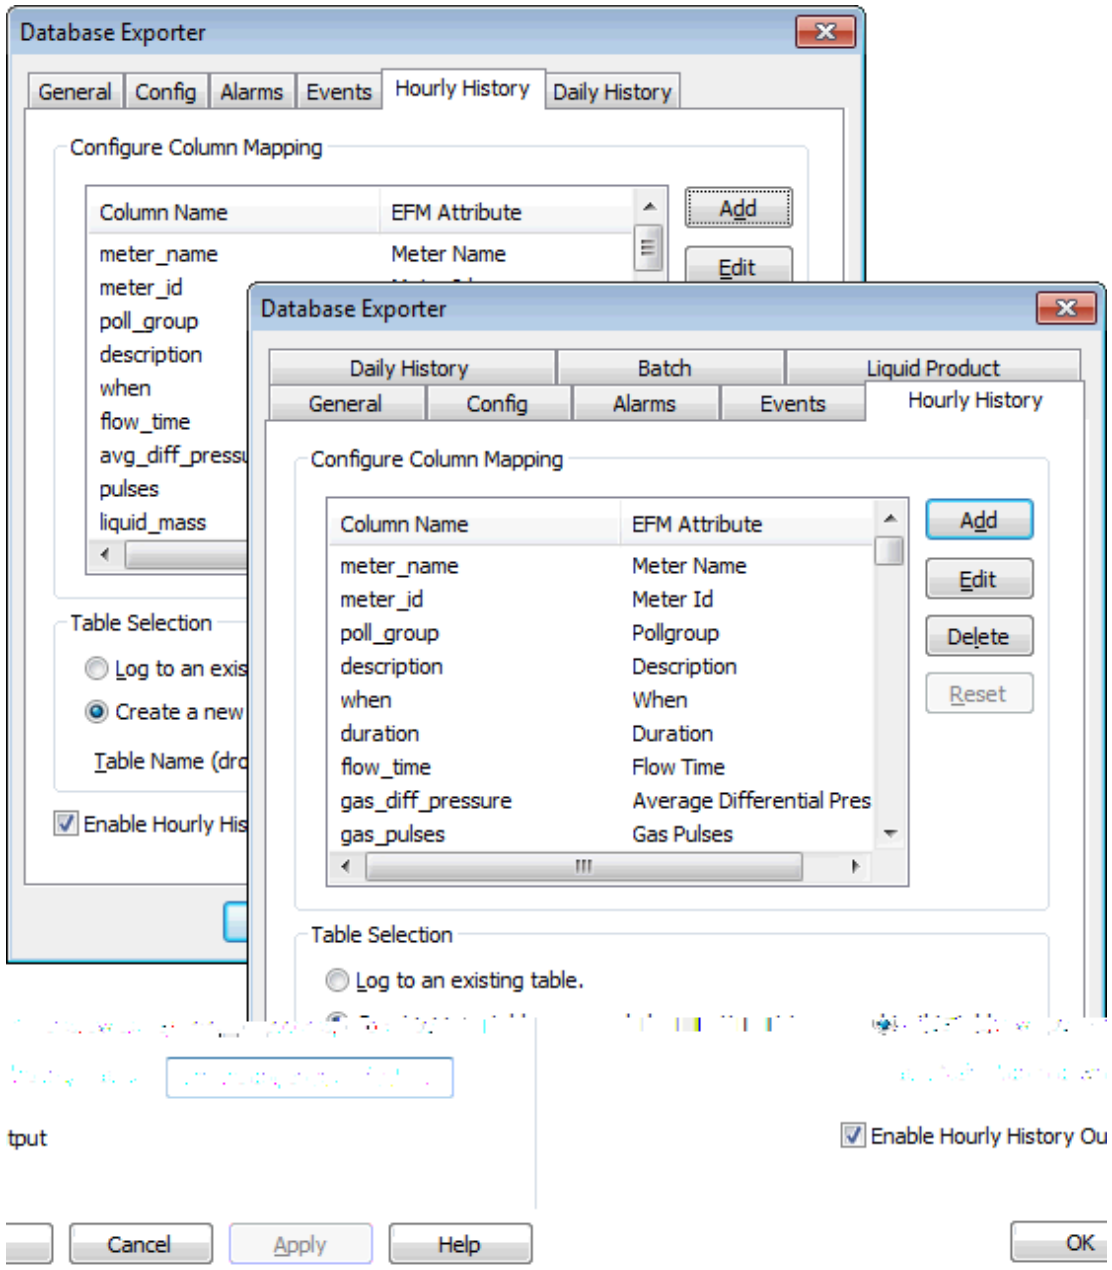 Database Exporter
General Config Alarms Events Hourly History Daily History
Configure Column Mapping
Column Name EFM Attribute Add
meter_name Meter Name
Edit
meter_id
poll_group
description
when
flow_time
avg_diff_pressu
pulses
liquid_mass
Table Selection
Log to an exis
Create a new
Table Name (dro
Enable Hourly His
Database Exporter
Daily History Batch Liquid Product
General Config Alarms Events Hourly History
Configure Column Mapping
Column Name EFM Attribute Add
meter_name Meter Name
Edit
meter_id Meter Id
poll_group Pollgroup
Delete
description Description
when When
Reset
duration Duration
flow_time Flow Time
gas_diff_pressure Average Differential Pres
gas_pulses Gas Pulses
Table Selection
Log to an existing table.
tput Enable Hourly History Ou
Cancel Apply Help OK